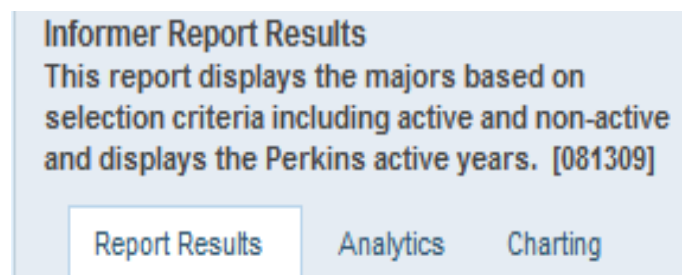 Informer Report Results
This report displays the majors based on
selection criteria including active and non-active
and displays the Perkins active years. [081309]
Report Results Analytics Charting